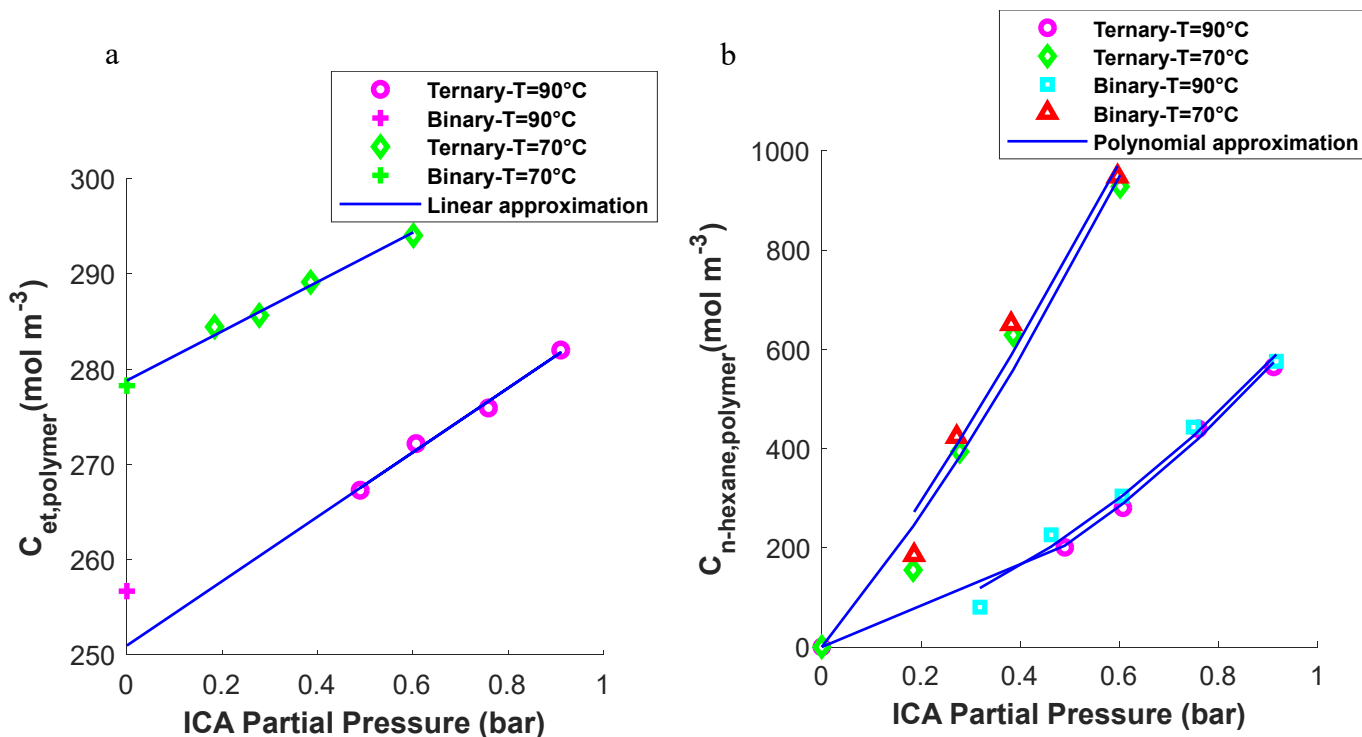 a
Ternary-T=90°C
Binary-T=90°C
Ternary-T=70°C
Binary-T=70°C
Linear approximation
300
290
280
270
260
250
0
0.2
0.4
0.6
0.8
1
C_et,polymer (mol m^-3)
ICA Partial Pressure (bar)
b
Ternary-T=90°C
Ternary-T=70°C
Binary-T=90°C
Binary-T=70°C
Polynomial approximation
1000
800
600
400
200
0
0
0.2
0.4
0.6
0.8
1
C_n-hexane,polymer (mol m^-3)
ICA Partial Pressure (bar)